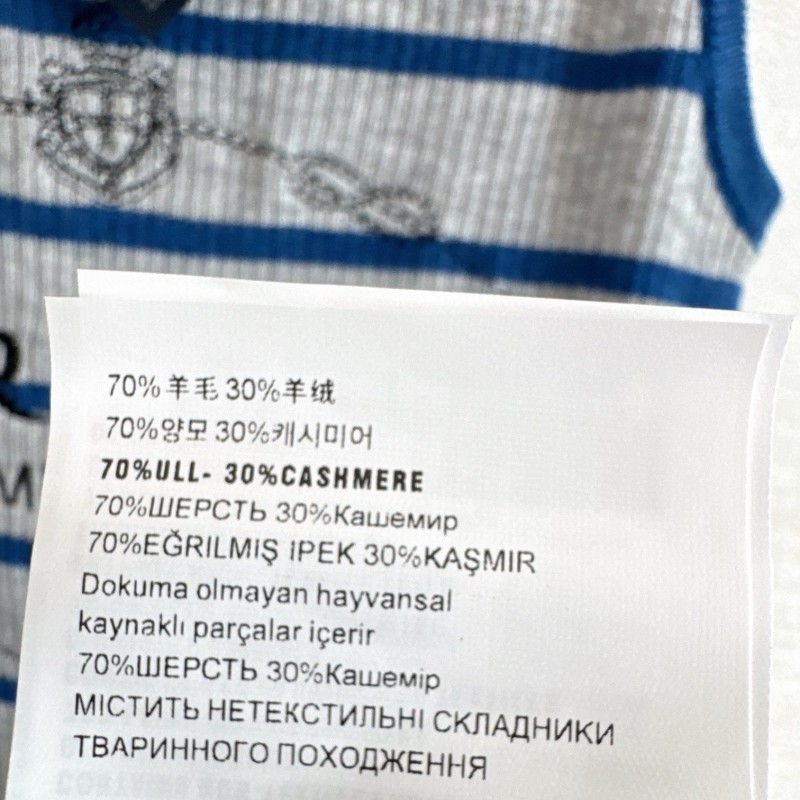 70%羊毛 30%羊绒
70%양모 30%캐시미어
70%ULL- 30%CASHMERE
70%ШЕРСТЬ 30%Кашемир
70%EĞRILMIŞ IPEK 30%KAŞMIR
Dokuma olmayan hayvansal
kaynaklı parçalar içerir
70%ШЕРСТЬ 30%Кашемір
МІСТИТЬ НЕТЕКСТИЛЬНІ СКЛАДНИКИ
ТВАРИННОГО ПОХОДЖЕННЯ